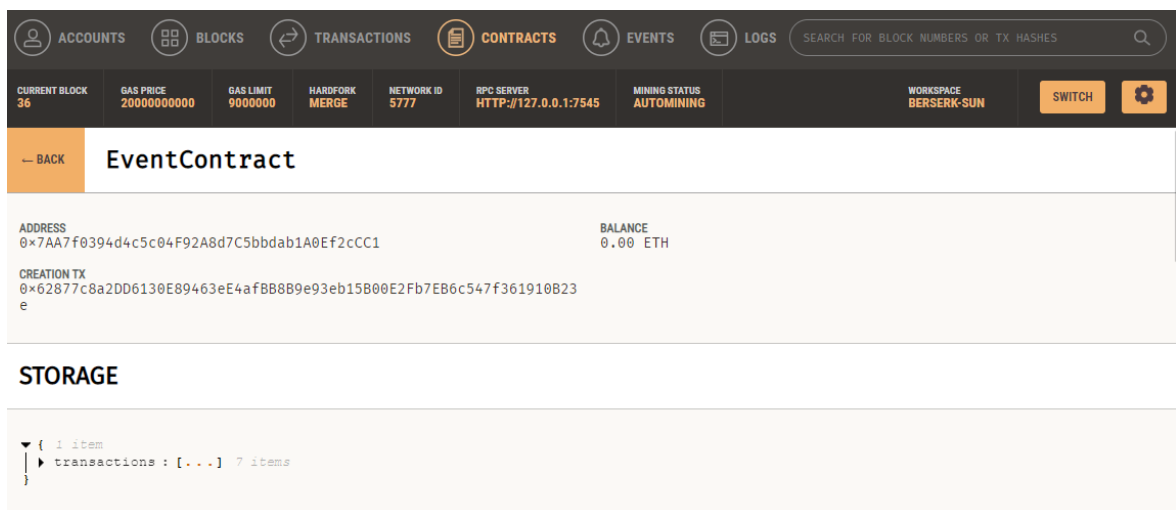 ACCOUNTS BLOCKS TRANSACTIONS CONTRACTS EVENTS LOGS SEARCH FOR BLOCK NUMBERS OR TX HASHES
CURRENT BLOCK GAS PRICE GAS LIMIT HARDFORK NETWORK ID RPC SERVER MINING STATUS WORKSPACE
36 20000000000 9000000 MERGE 5777 HTTP://127.0.0.1:7545 AUTOMINING BERSERK-SUN SWITCH
← BACK EventContract
ADDRESS BALANCE
0×7AA7f0394d4c5c04F92A8d7C5bbdab1A0Ef2cCC1 0.00 ETH
CREATION TX
0×62877c8a2DD6130E89463eE4afBB8B9e93eb15B00E2Fb7EB6c547f361910B23
e
STORAGE
{ 1 item
transactions : [...] 7 items
}